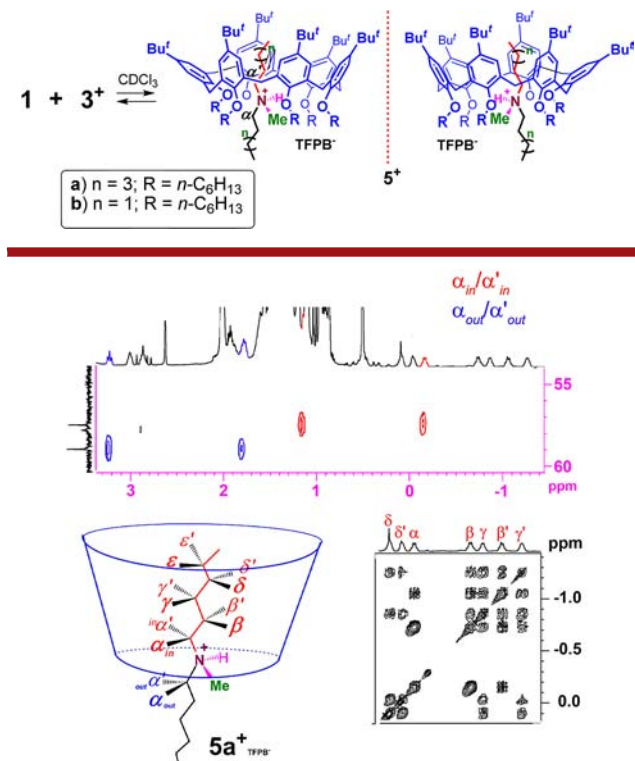 Buᵗ Buᵗ Buᵗ Buᵗ Buᵗ Buᵗ
Buᵗ Buᵗ Buᵗ Buᵗ Buᵗ Buᵗ
n n
α' 
1 + 3⁺ CDCl₃
N⁺ H Me H N⁺ Me
α
O O O O O O O O
R R R R R R R R
n n
TFPB⁻ TFPB⁻
5⁺
a) n = 3; R = n-C₆H₁₃
b) n = 1; R = n-C₆H₁₃
αin/α'in
αout/α'out
55
60
ppm
3 2 1 0 -1
ε'
ε
δ'
δ
γ'
γ
β'
β
in α'
αin
N⁺ H
Me
out α'
αout
5a⁺ TFPB⁻
δ δ' α β γ β' γ'
ppm
-1.0
-0.5
0.0